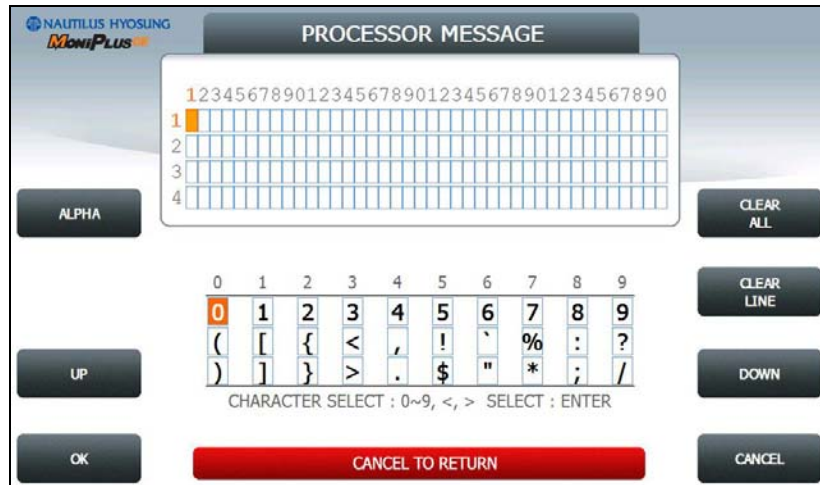 NAUTILUS HYOSUNG
MoniPlus CE
PROCESSOR MESSAGE
1234567890123456789012345678901234567890
1
2
3
4
ALPHA
CLEAR ALL
0 1 2 3 4 5 6 7 8 9
0 1 2 3 4 5 6 7 8 9
( [ { < , ! ` % : ?
) ] } > . $ " * ; /
CLEAR LINE
UP
DOWN
CHARACTER SELECT : 0~9, <, > SELECT : ENTER
OK
CANCEL TO RETURN
CANCEL